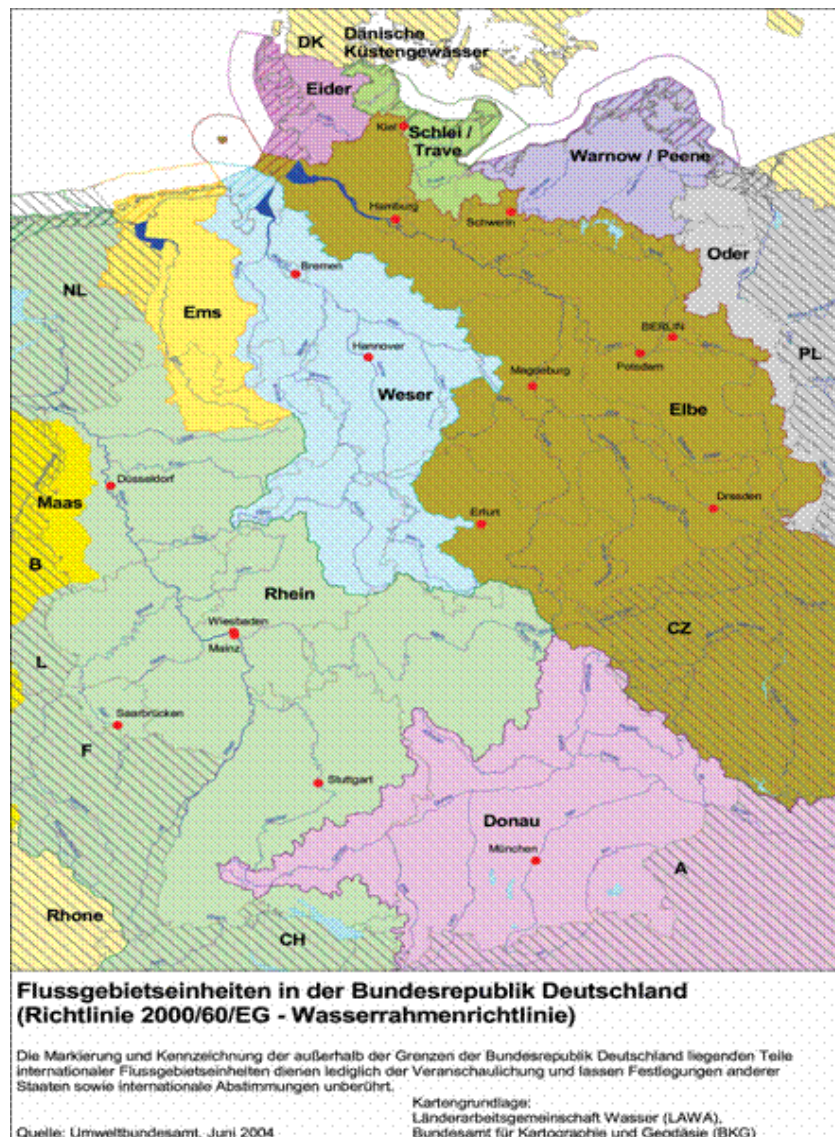 DK
Dänische
Küstengewässer
Eider
Kiel
Schlei /
Trave
Warnow / Peene
Hamburg
Schwerin
Oder
Bremen
NL
Ems
BERLIN
Hannover
PL
Potsdam
Magdeburg
Weser
Elbe
Düsseldorf
Maas
Dresden
Erfurt
B
Rhein
Wiesbaden
CZ
Mainz
L
Saarbrücken
F
Stuttgart
Donau
München
A
Rhone
CH
Flussgebietseinheiten in der Bundesrepublik Deutschland
(Richtlinie 2000/60/EG - Wasserrahmenrichtlinie)
Die Markierung und Kennzeichnung der außerhalb der Grenzen der Bundesrepublik Deutschland liegenden Teile
internationaler Flussgebietseinheiten dienen lediglich der Veranschaulichung und lassen Festlegungen anderer
Staaten sowie internationale Abstimmungen unberührt.
Kartengrundlage:
Länderarbeitsgemeinschaft Wasser (LAWA),
Quelle: Umweltbundesamt, Juni 2004
Bundesamt für Kartographie und Geodäsie (BKG)